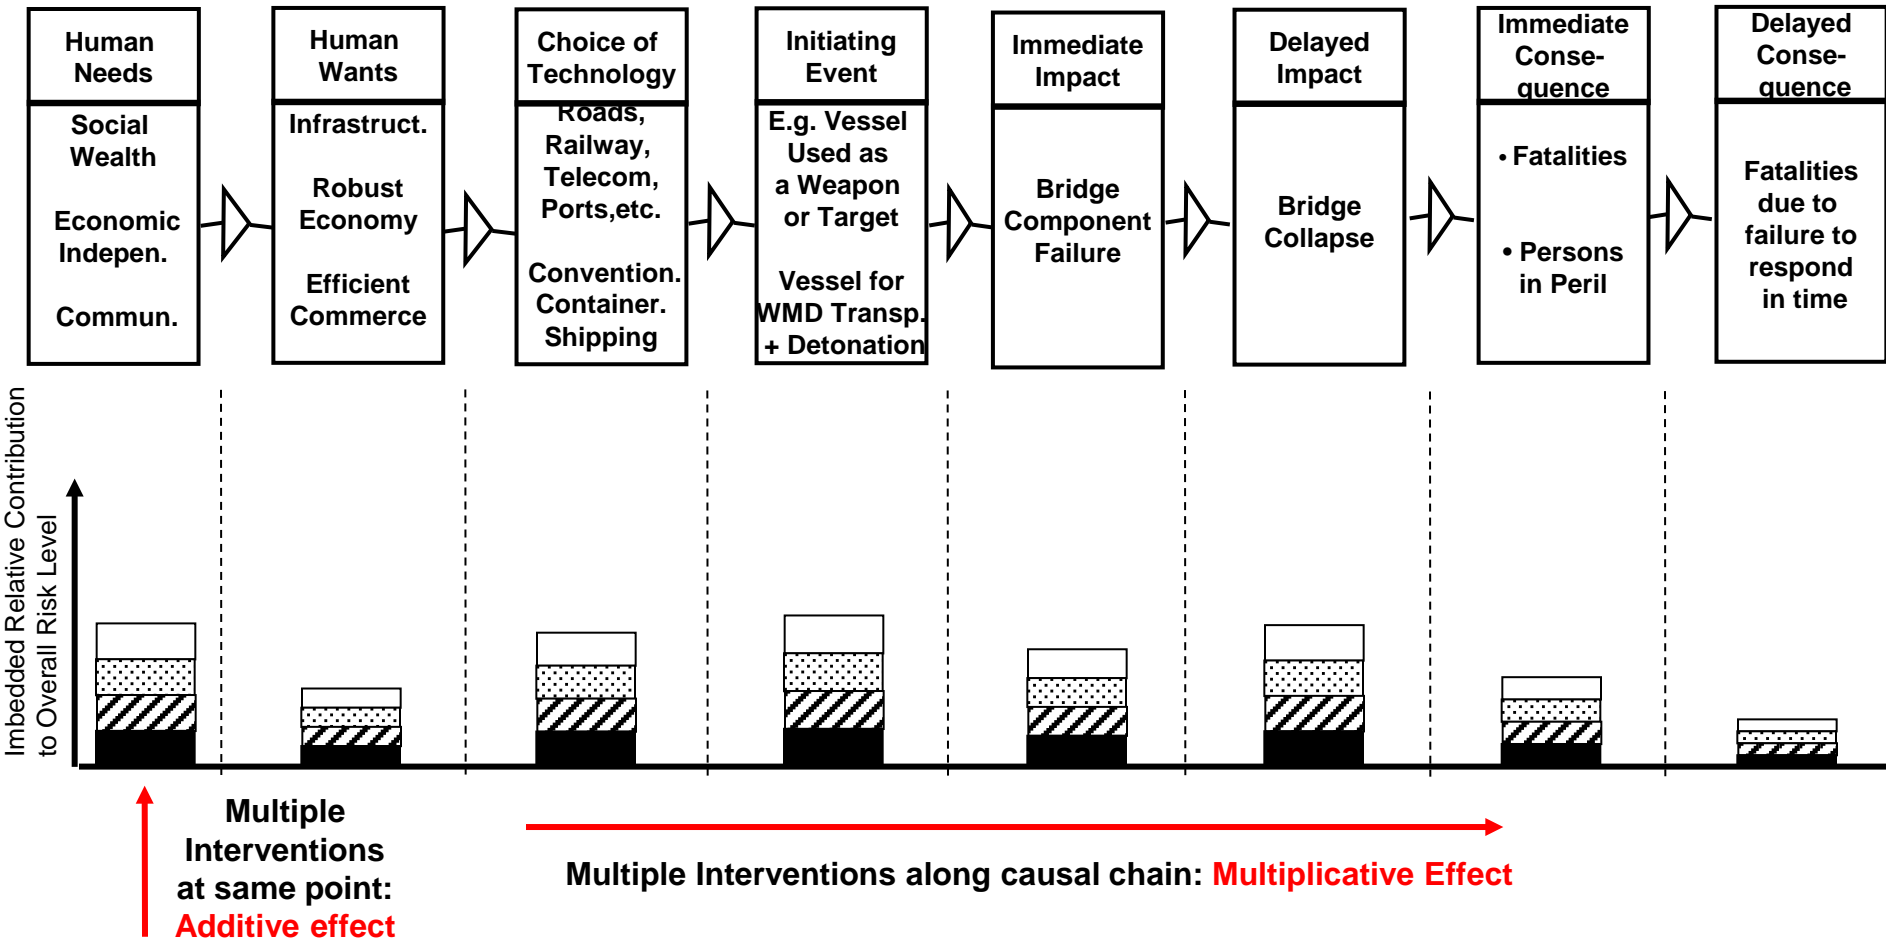 Human
Needs
Social
Wealth
Economic
Indepen.
Commun.
Human
Wants
Infrastruct.
Robust
Economy
Efficient
Commerce
Choice of
Technology
Roads,
Railway,
Telecom,
Ports,etc.
Convention.
Container.
Shipping
Initiating
Event
E.g. Vessel
Used as
a Weapon
or Target
Vessel for
WMD Transp.
+ Detonation
Immediate
Impact
Bridge
Component
Failure
Delayed
Impact
Bridge
Collapse
Immediate
Conse-
quence
• Fatalities
• Persons
in Peril
Delayed
Conse-
quence
Fatalities
due to
failure to
respond
in time
Imbedded Relative Contribution
to Overall Risk Level
Multiple
Interventions
at same point:
Additive effect
Multiple Interventions along causal chain: Multiplicative Effect